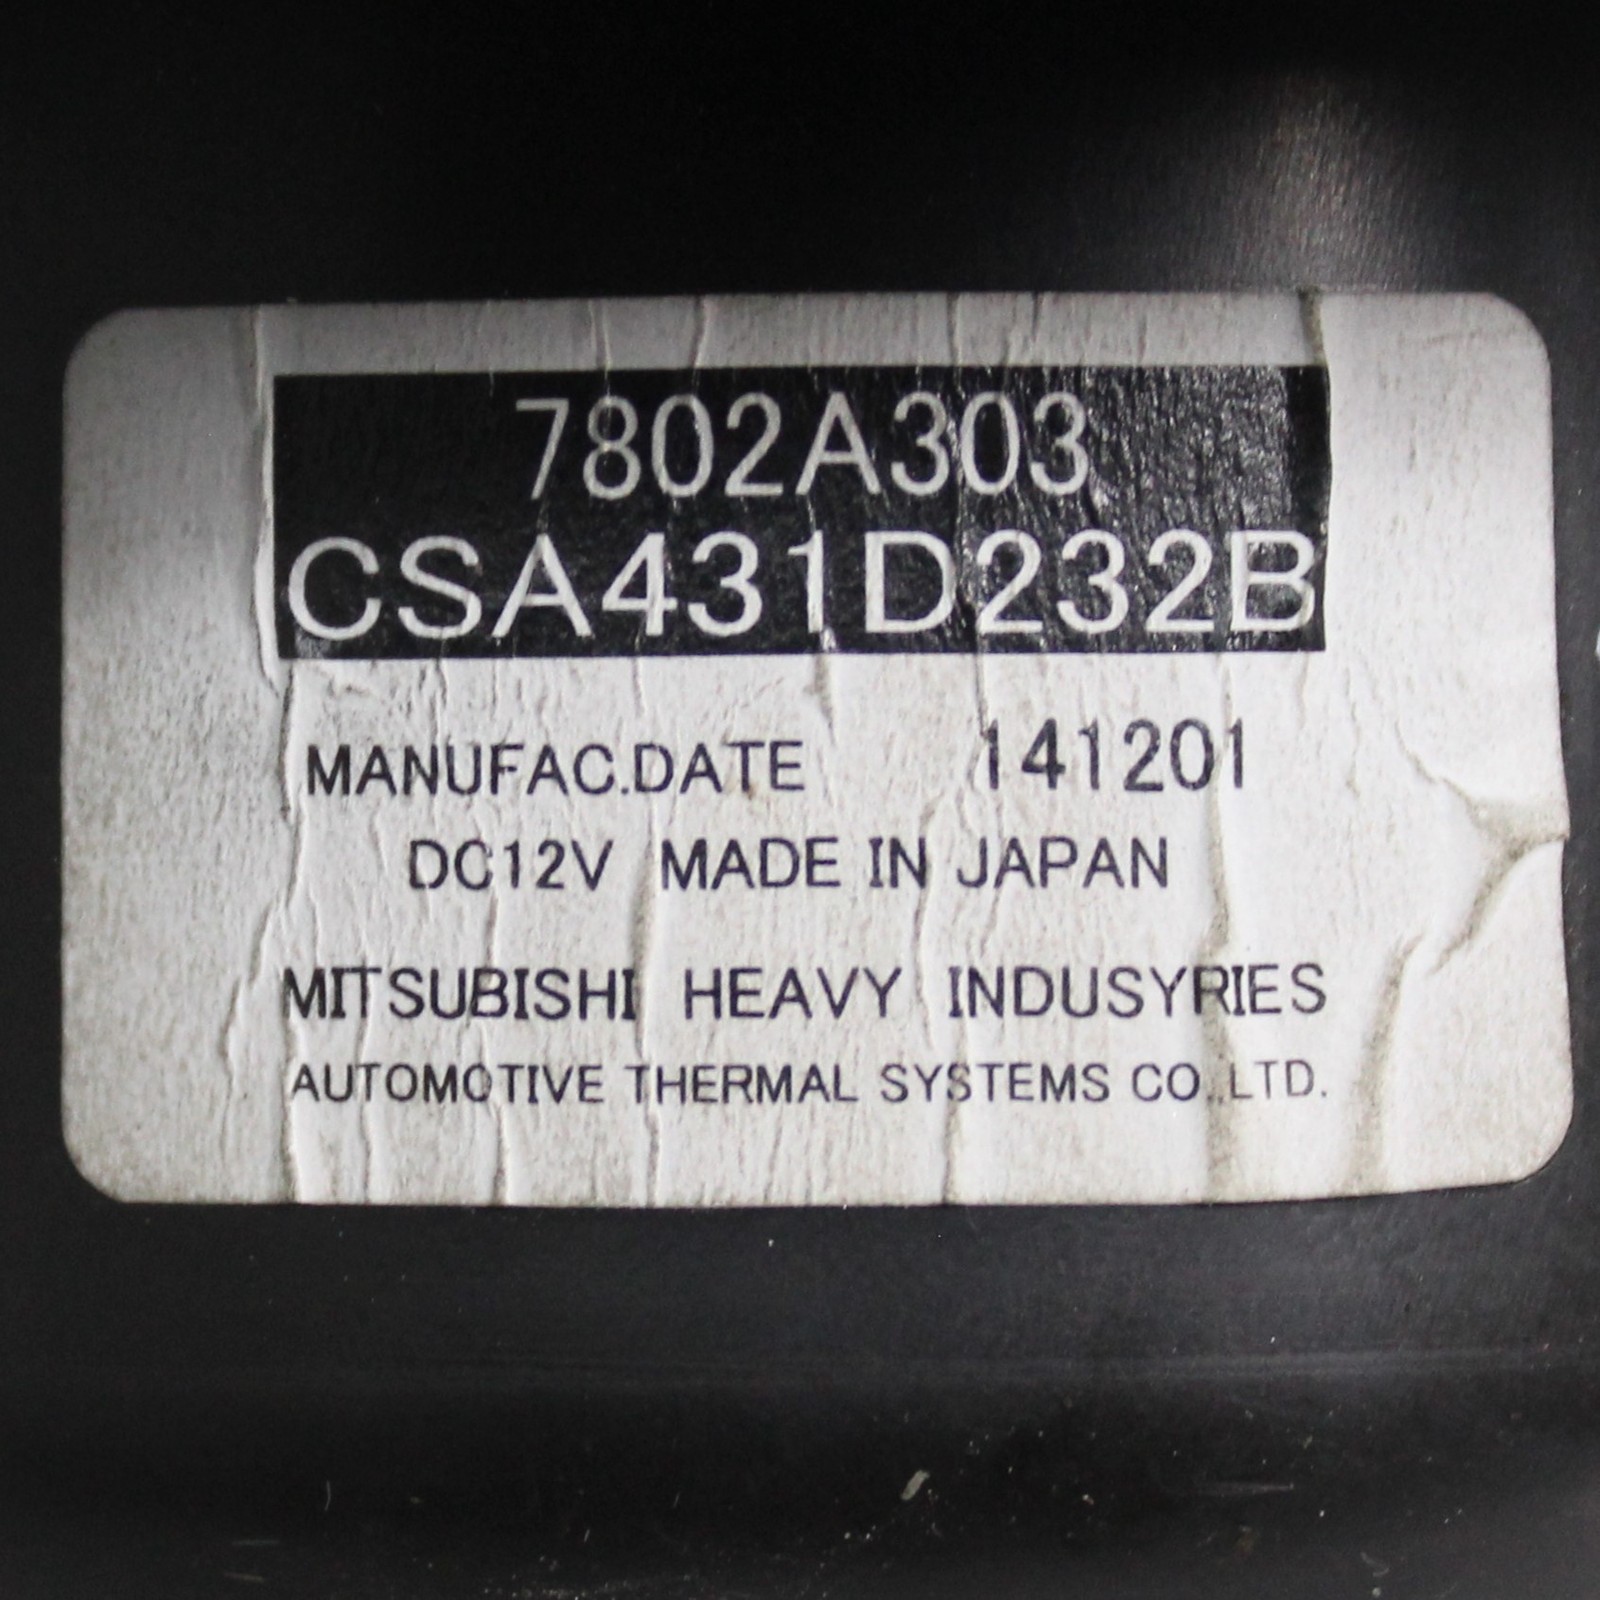 7802A303
CSA431D232B
MANUFAC.DATE 141201
DC12V MADE IN JAPAN
MITSUBISHI HEAVY INDUSYRIES
AUTOMOTIVE THERMAL SYSTEMS CO.,LTD.